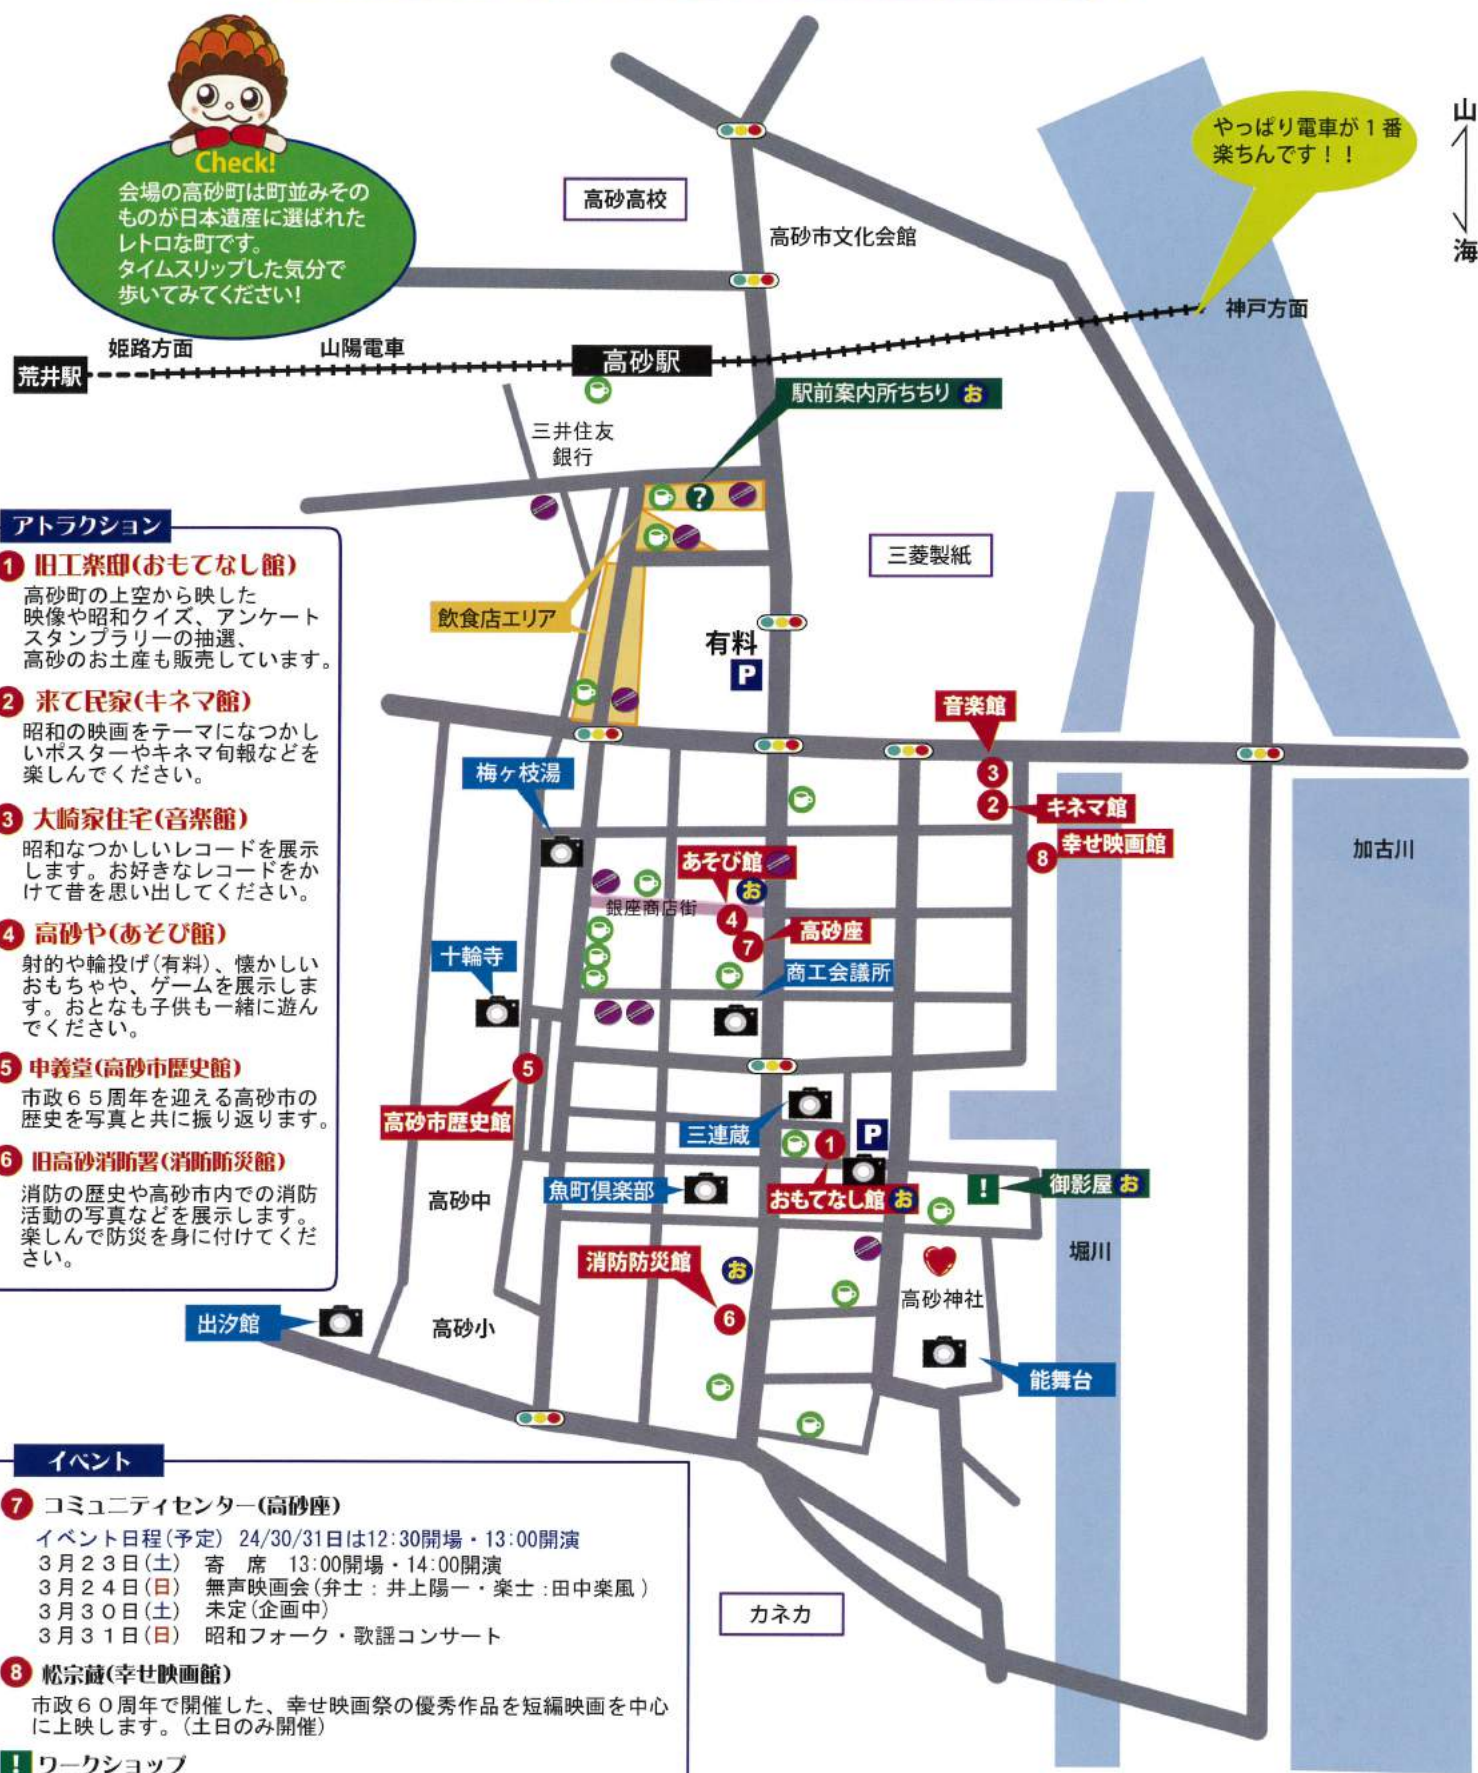 Check!
会場の高砂町は町並みその
ものが日本遺産に選ばれた
レトロな町です。
タイムスリップした気分で
歩いてみてください!
やっぱり電車が1番
楽ちんです！！
山
海
高砂高校
高砂市文化会館
神戸方面
姫路方面
山陽電車
荒井駅
高砂駅
駅前案内所ちちり お
三井住友
銀行
?
三菱製紙
飲食店エリア
有料
P
音楽館
3
2
キネマ館
8
幸せ映画館
梅ヶ枝湯
あそび館
お
銀座商店街
4
7
高砂座
加古川
十輪寺
商工会議所
5
高砂市歴史館
三連蔵
1
P
高砂中
魚町倶楽部
おもてなし館 お
!
御影屋 お
堀川
消防防災館
お
6
高砂神社
出汐館
高砂小
能舞台
カネカ
アトラクション
1 旧工楽邸(おもてなし館)
高砂町の上空から映した
映像や昭和クイズ、アンケート
スタンプラリーの抽選、
高砂のお土産も販売しています。
2 来て民家(キネマ館)
昭和の映画をテーマになつかし
いポスターやキネマ旬報などを
楽しんでください。
3 大崎家住宅(音楽館)
昭和なつかしいレコードを展示
します。お好きなレコードをか
けて昔を思い出してください。
4 高砂や(あそび館)
射的や輪投げ(有料)、懐かしい
おもちゃや、ゲームを展示しま
す。おとなも子供も一緒に遊ん
でください。
5 申義堂(高砂市歴史館)
市政６５周年を迎える高砂市の
歴史を写真と共に振り返ります。
6 旧高砂消防署(消防防災館)
消防の歴史や高砂市内での消防
活動の写真などを展示します。
楽しんで防災を身に付けてくだ
さい。
イベント
7 コミュニティセンター(高砂座)
イベント日程(予定) 24/30/31日は12:30開場・13:00開演
３月２３日(土) 寄 席 13:00開場・14:00開演
３月２４日(日) 無声映画会(弁士：井上陽一・楽士:田中楽風)
３月３０日(土) 未定(企画中)
３月３１日(日) 昭和フォーク・歌謡コンサート
8 松宗蔵(幸せ映画館)
市政６０周年で開催した、幸せ映画祭の優秀作品を短編映画を中心
に上映します。(土日のみ開催)
! ワークショップ